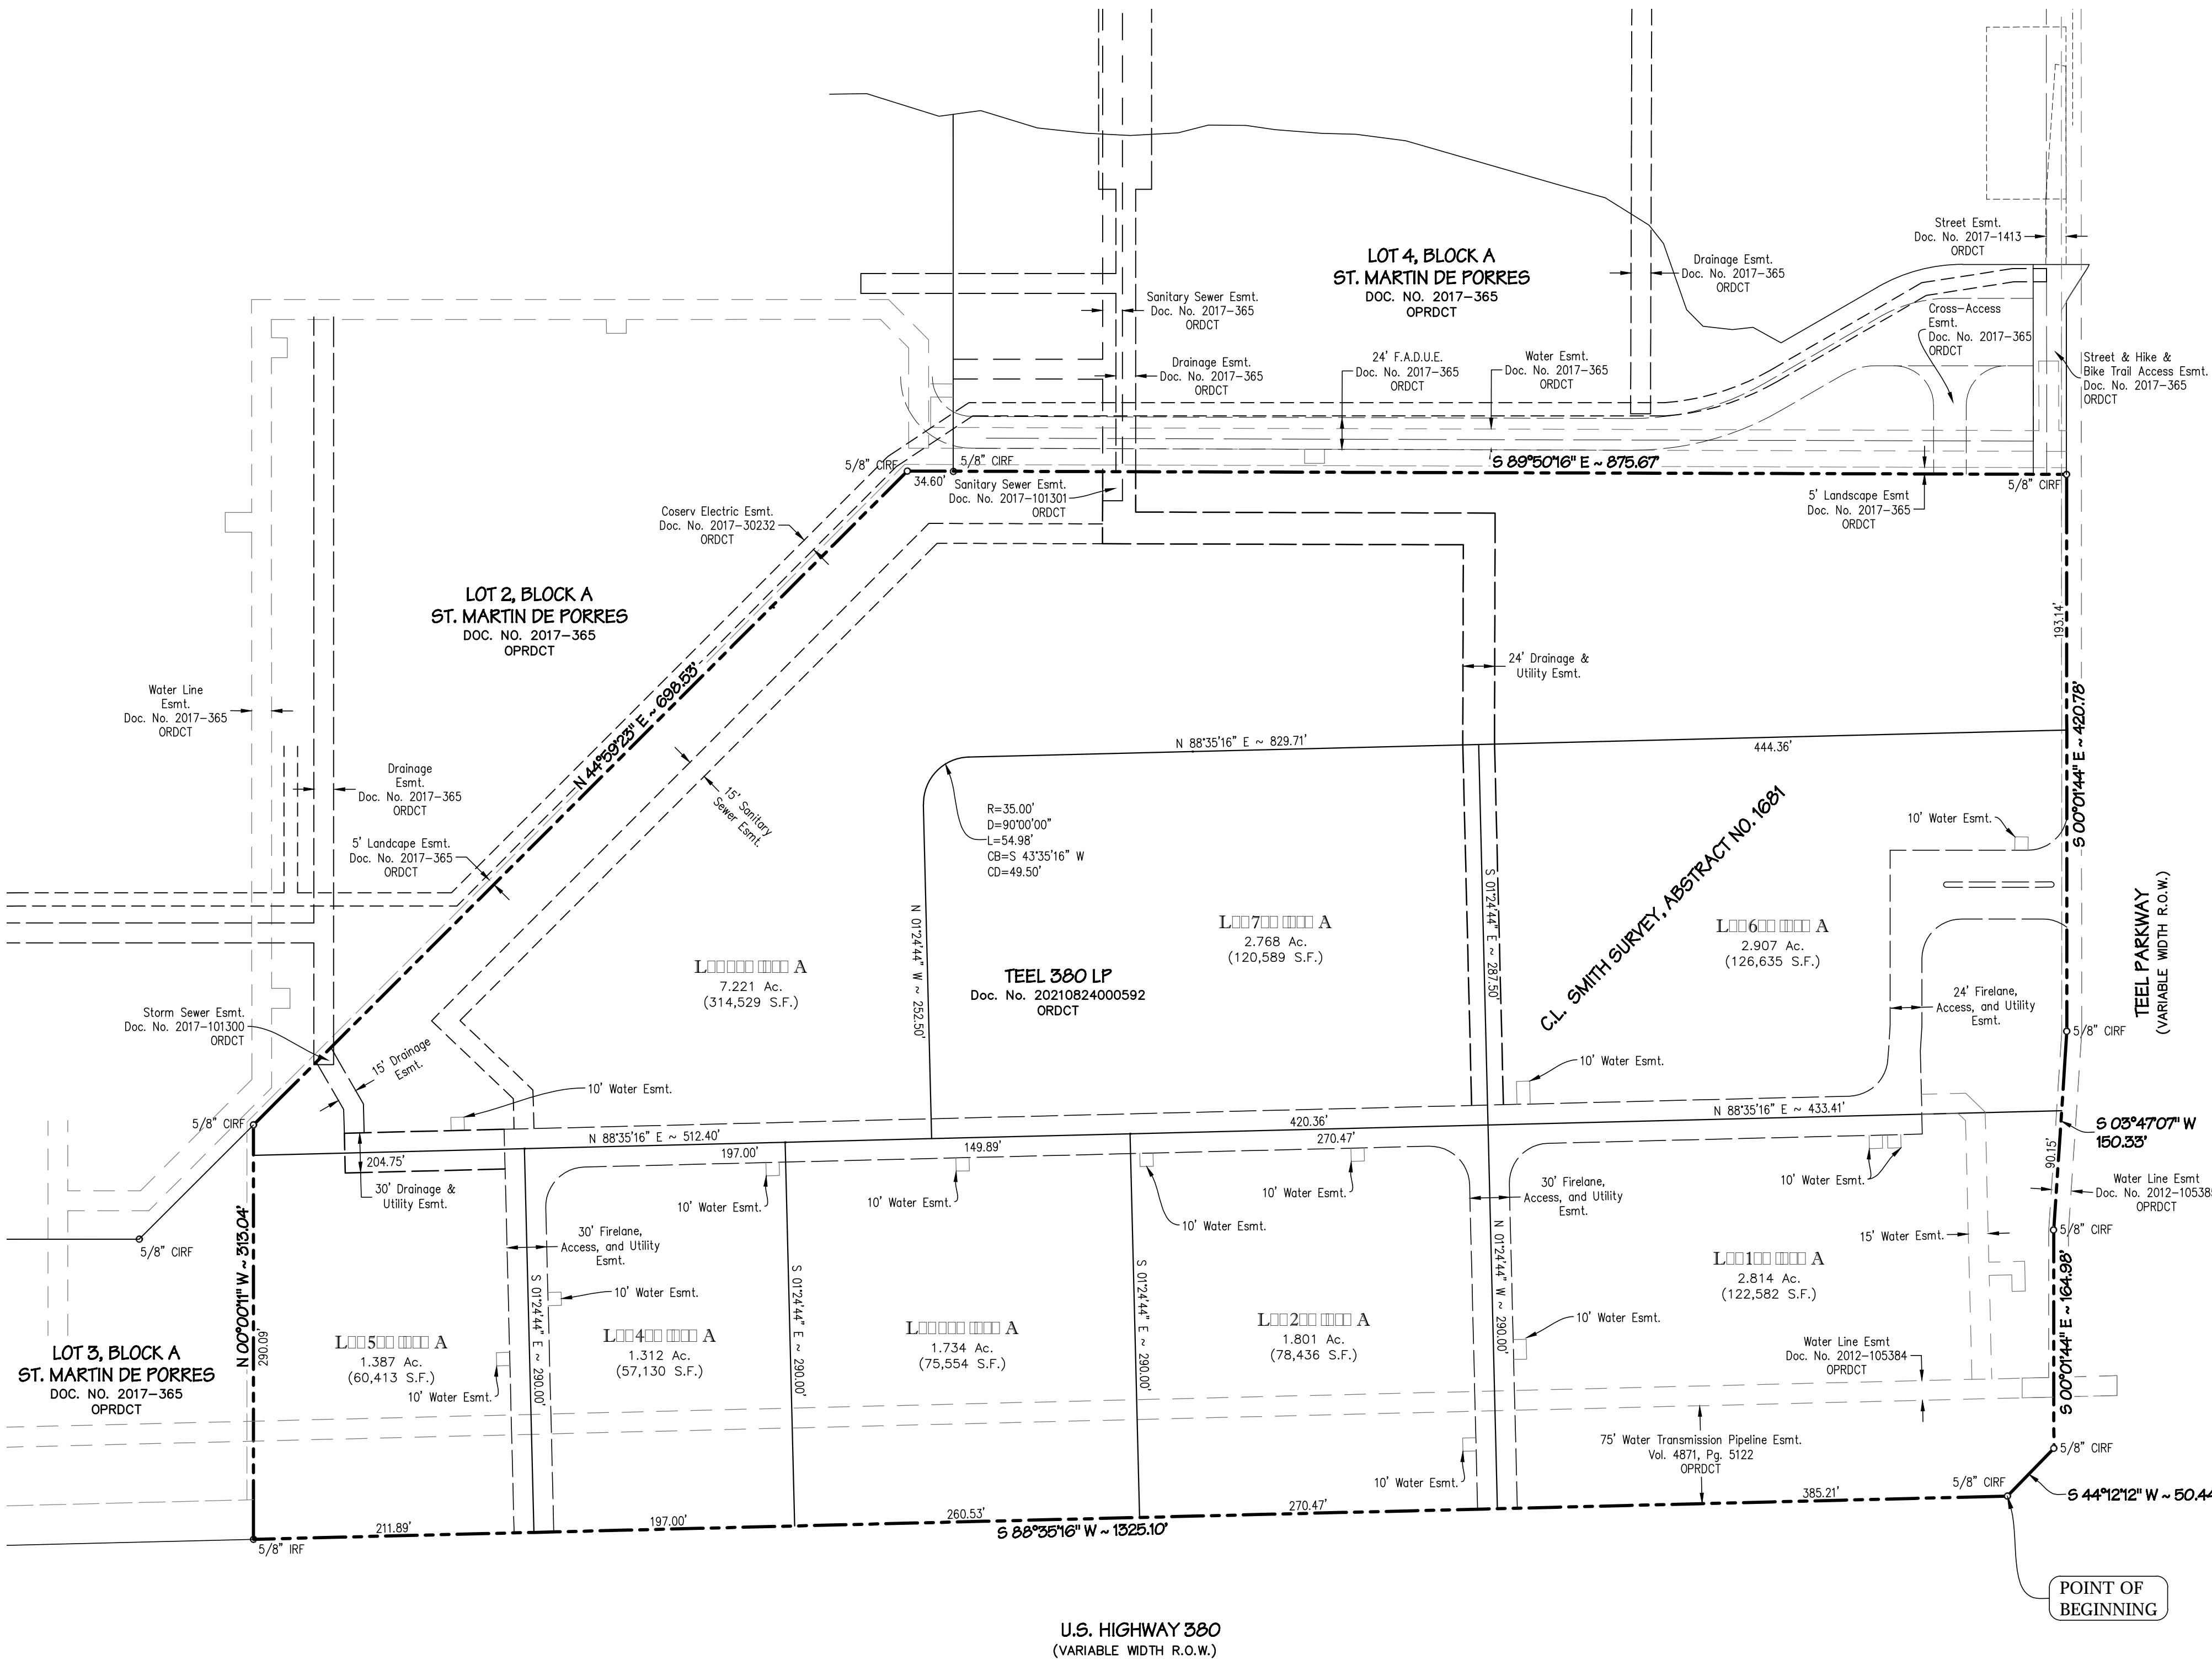 Street Esmt.
Doc. No. 2017-1413
ORDCT
LOT 4, BLOCK A
ST. MARTIN DE PORRES
DOC. NO. 2017-365
OPRDCT
Drainage Esmt.
Doc. No. 2017-365
ORDCT
Sanitary Sewer Esmt.
Doc. No. 2017-365
ORDCT
Cross-Access
Esmt.
Doc. No. 2017-365
ORDCT
Drainage Esmt.
Doc. No. 2017-365
ORDCT
24' F.A.D.U.E.
Doc. No. 2017-365
ORDCT
Water Esmt.
Doc. No. 2017-365
ORDCT
Street & Hike &
Bike Trail Access Esmt.
Doc. No. 2017-365
ORDCT
5/8" CIRF
5/8" CIRF
S 89°50'16" E ~ 875.67'
34.60'
Sanitary Sewer Esmt.
Doc. No. 2017-101301
ORDCT
5/8" CIRF
5' Landscape Esmt
Doc. No. 2017-365
ORDCT
Coserv Electric Esmt.
Doc. No. 2017-30232
ORDCT
LOT 2, BLOCK A
ST. MARTIN DE PORRES
DOC. NO. 2017-365
OPRDCT
193.14'
24' Drainage &
Utility Esmt.
N 44°59'23" E ~ 698.53'
Water Line
Esmt.
Doc. No. 2017-365
ORDCT
S 00°01'44" E ~ 420.78'
N 88°35'16" E ~ 829.71'
444.36'
Drainage
Esmt.
Doc. No. 2017-365
ORDCT
15' Sanitary
Sewer Esmt.
R=35.00'
D=90°00'00"
L=54.98'
CB=S 43°35'16" W
CD=49.50'
10' Water Esmt.
5' Landcape Esmt.
Doc. No. 2017-365
ORDCT
C.L. SMITH SURVEY, ABSTRACT NO. 1681
TEEL PARKWAY
(VARIABLE WIDTH R.O.W.)
S 01°24'44" E ~ 287.50'
N 01°24'44" W ~ 252.50'
7 A
2.768 Ac.
(120,589 S.F.)
6 A
2.907 Ac.
(126,635 S.F.)
A
7.221 Ac.
(314,529 S.F.)
TEEL 380 LP
Doc. No. 20210824000592
ORDCT
24' Firelane,
Access, and Utility
Esmt.
Storm Sewer Esmt.
Doc. No. 2017-101300
ORDCT
15' Drainage
Esmt.
5/8" CIRF
10' Water Esmt.
10' Water Esmt.
5/8" CIRF
N 88°35'16" E ~ 512.40'
420.36'
N 88°35'16" E ~ 433.41'
S 03°47'07" W
150.33'
204.75'
197.00'
149.89'
270.47'
90.15'
30' Drainage &
Utility Esmt.
10' Water Esmt.
10' Water Esmt.
10' Water Esmt.
10' Water Esmt.
30' Firelane,
Access, and Utility
Esmt.
10' Water Esmt.
Water Line Esmt
Doc. No. 2012-10538
OPRDCT
5/8" CIRF
30' Firelane,
Access, and Utility
Esmt.
15' Water Esmt.
5/8" CIRF
N 00°00'11" W ~ 313.04'
290.09'
S 01°24'44" E ~ 290.00'
S 01°24'44" E ~ 290.00'
S 01°24'44" E ~ 290.00'
N 01°24'44" W ~ 290.00'
10' Water Esmt.
1 A
2.814 Ac.
(122,582 S.F.)
S 00°01'44" E ~ 164.98'
5 A
1.387 Ac.
(60,413 S.F.)
4 A
1.312 Ac.
(57,130 S.F.)
A
1.734 Ac.
(75,554 S.F.)
2 A
1.801 Ac.
(78,436 S.F.)
10' Water Esmt.
Water Line Esmt
Doc. No. 2012-105384
OPRDCT
LOT 3, BLOCK A
ST. MARTIN DE PORRES
DOC. NO. 2017-365
OPRDCT
10' Water Esmt.
75' Water Transmission Pipeline Esmt.
Vol. 4871, Pg. 5122
OPRDCT
5/8" CIRF
10' Water Esmt.
5/8" CIRF
385.21'
S 44°12'12" W ~ 50.44
211.89'
197.00'
260.53'
270.47'
S 88°35'16" W ~ 1325.10'
5/8" IRF
POINT OF
BEGINNING
U.S. HIGHWAY 380
(VARIABLE WIDTH R.O.W.)